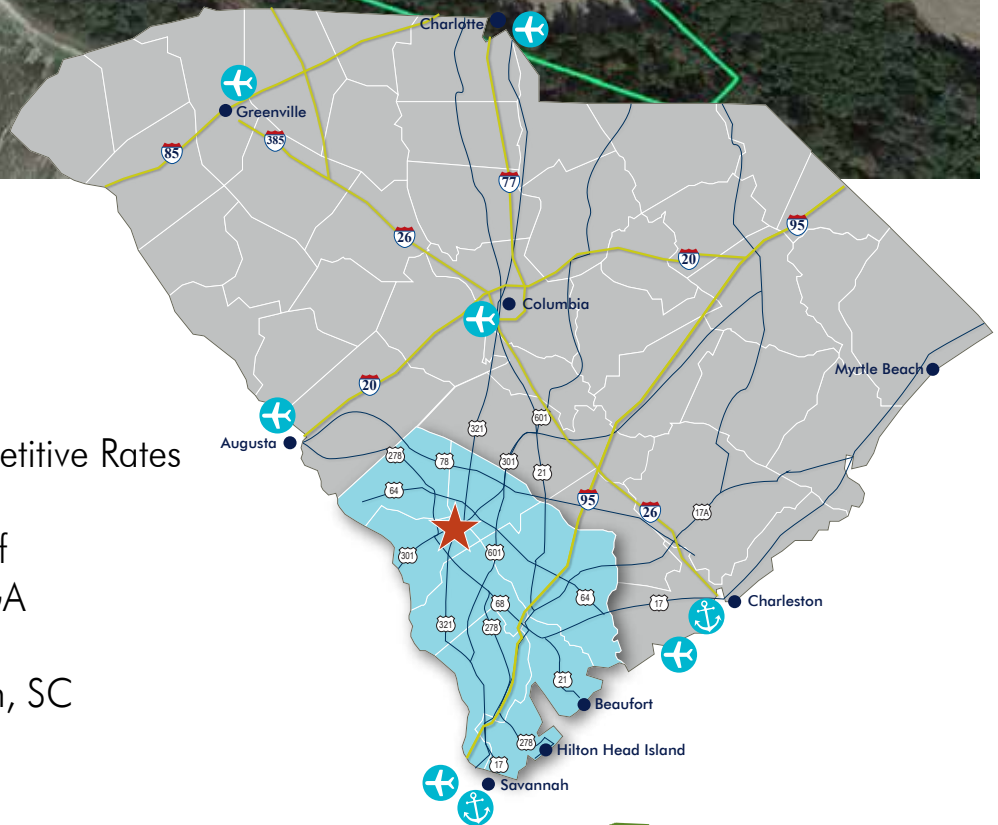 Charlotte
Greenville
85
385
77
26
95
20
Columbia
Myrtle Beach
20
Augusta
321
601
278
78
301
21
64
95
26
17A
301
601
68
64
17
Charleston
321
278
21
Beaufort
278
Hilton Head Island
17
Savannah
etitive Rates
f
A
n, SC